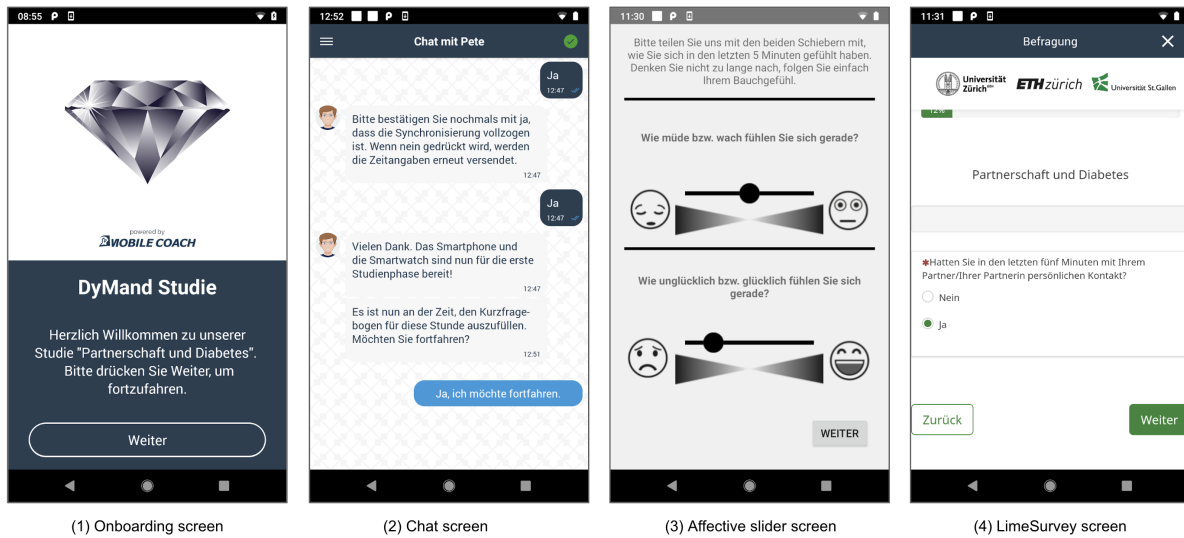 08:55
powered by
MOBILE COACH
DyMand Studie
Herzlich Willkommen zu unserer
Studie "Partnerschaft und Diabetes".
Bitte drücken Sie Weiter, um
fortzufahren.
Weiter
(1) Onboarding screen
12:52
Chat mit Pete
Ja
12:47
Bitte bestätigen Sie nochmals mit ja,
dass die Synchronisierung vollzogen
ist. Wenn nein gedrückt wird, werden
die Zeitangaben erneut versendet.
12:47
Ja
12:47
Vielen Dank. Das Smartphone und
die Smartwatch sind nun für die erste
Studienphase bereit!
12:47
Es ist nun an der Zeit, den Kurzfrage-
bogen für diese Stunde auszufüllen.
Möchten Sie fortfahren?
12:51
Ja, ich möchte fortfahren.
(2) Chat screen
11:30
Bitte teilen Sie uns mit den beiden Schiebern mit,
wie Sie sich in den letzten 5 Minuten gefühlt haben.
Denken Sie nicht zu lange nach, folgen Sie einfach
Ihrem Bauchgefühl.
Wie müde bzw. wach fühlen Sie sich gerade?
Wie unglücklich bzw. glücklich fühlen Sie sich
gerade?
WEITER
(3) Affective slider screen
11:31
Befragung
Universität
Zürich UZH
ETH zürich
Universität St.Gallen
12%
Partnerschaft und Diabetes
*Hatten Sie in den letzten fünf Minuten mit Ihrem
Partner/Ihrer Partnerin persönlichen Kontakt?
Nein
Ja
Zurück
Weiter
(4) LimeSurvey screen